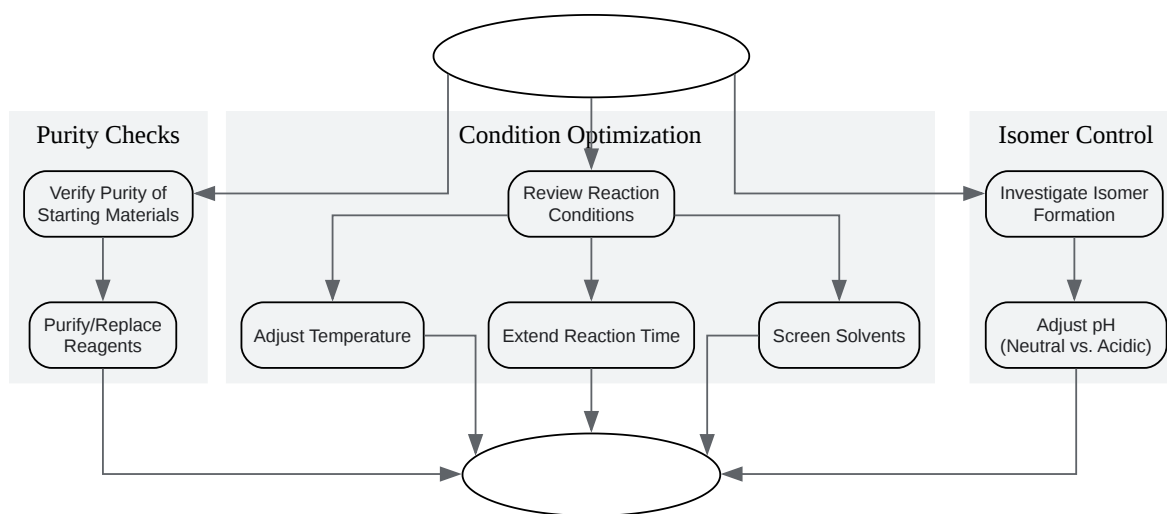 Purity Checks
Condition Optimization
Isomer Control
Verify Purity of
Starting Materials
Review Reaction
Conditions
Investigate Isomer
Formation
Purify/Replace
Reagents
Adjust Temperature
Extend Reaction Time
Screen Solvents
Adjust pH
(Neutral vs. Acidic)